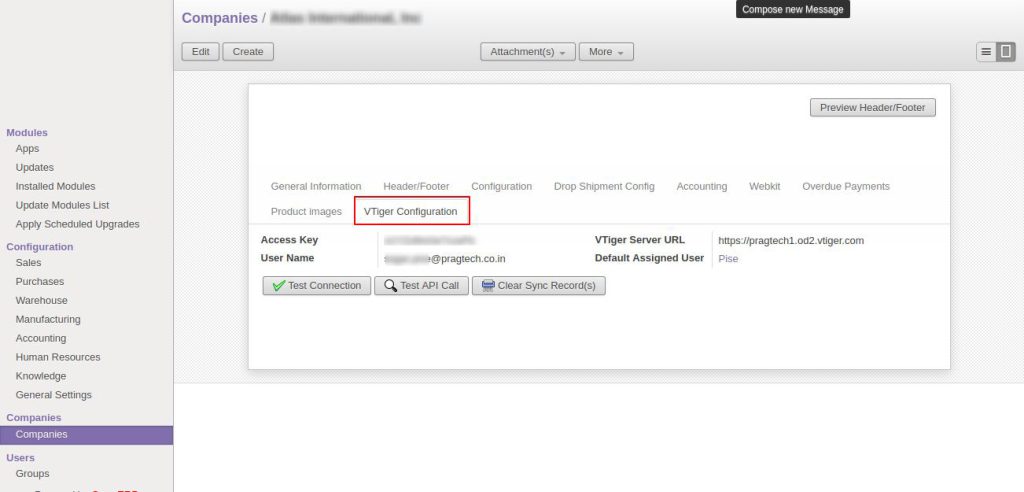 Companies /
Compose new Message
Edit
Create
Attachment(s)
More
Modules
Apps
Updates
Installed Modules
Update Modules List
Apply Scheduled Upgrades
Configuration
Sales
Purchases
Warehouse
Manufacturing
Accounting
Human Resources
Knowledge
General Settings
Companies
Companies
Users
Groups
Preview Header/Footer
General Information Header/Footer Configuration Drop Shipment Config Accounting Webkit Overdue Payments
Product images VTiger Configuration
Access Key VTiger Server URL https://pragtech1.od2.vtiger.com
User Name @pragtech.co.in Default Assigned User Pise
Test Connection Test API Call Clear Sync Record(s)